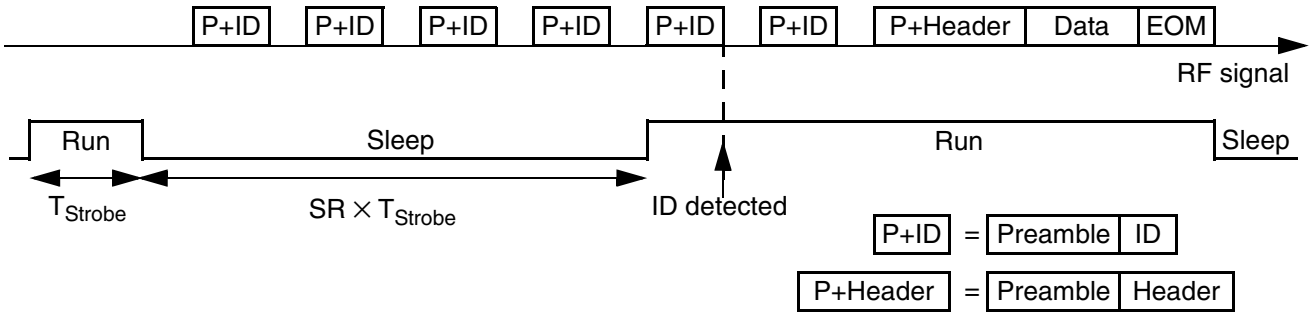 P+ID P+ID P+ID P+ID P+ID P+ID P+Header Data EOM
RF signal
Run Sleep Run Sleep
T_Strobe SR × T_Strobe ID detected
P+ID = Preamble ID
P+Header = Preamble Header